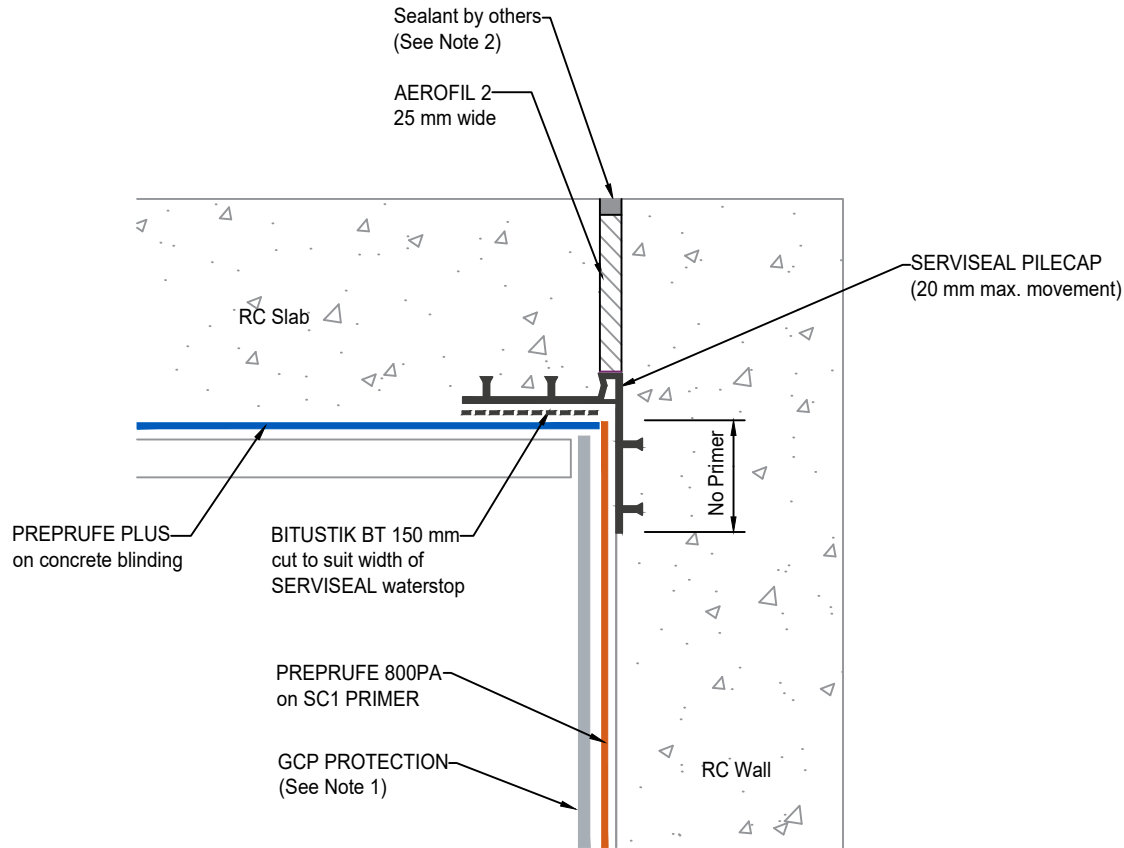 Sealant by others
(See Note 2)
AEROFIL 2
25 mm wide
SERVISEAL PILECAP
(20 mm max. movement)
RC Slab
No Primer
PREPRUFE PLUS
on concrete blinding
BITUSTIK BT 150 mm
cut to suit width of
SERVISEAL waterstop
PREPRUFE 800PA
on SC1 PRIMER
GCP PROTECTION
(See Note 1)
RC Wall